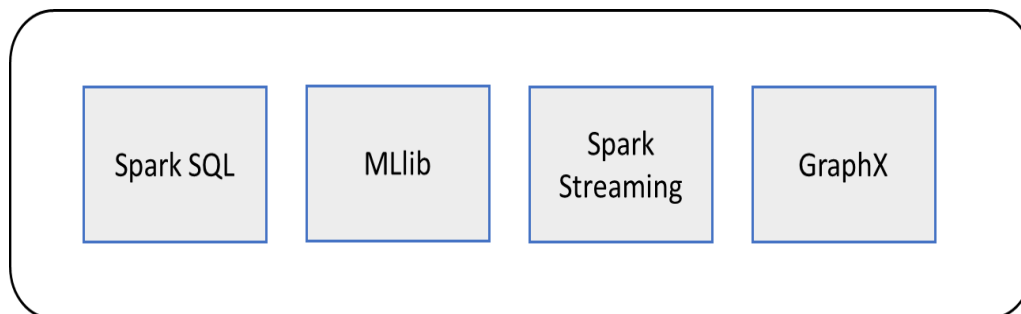 Spark SQL
MLlib
Spark
Streaming
GraphX